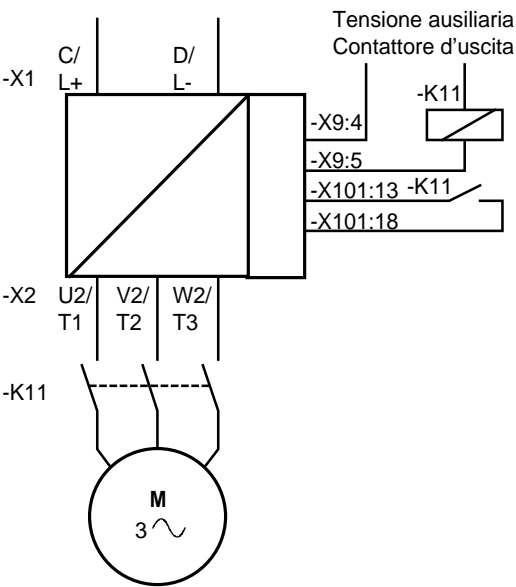 Tensione ausiliaria
Contattore d'uscita
C/
L+
D/
L-
-X1
-K11
-X9:4
-X9:5
-X101:13
-K11
-X101:18
-X2
U2/
T1
V2/
T2
W2/
T3
-K11
M
3